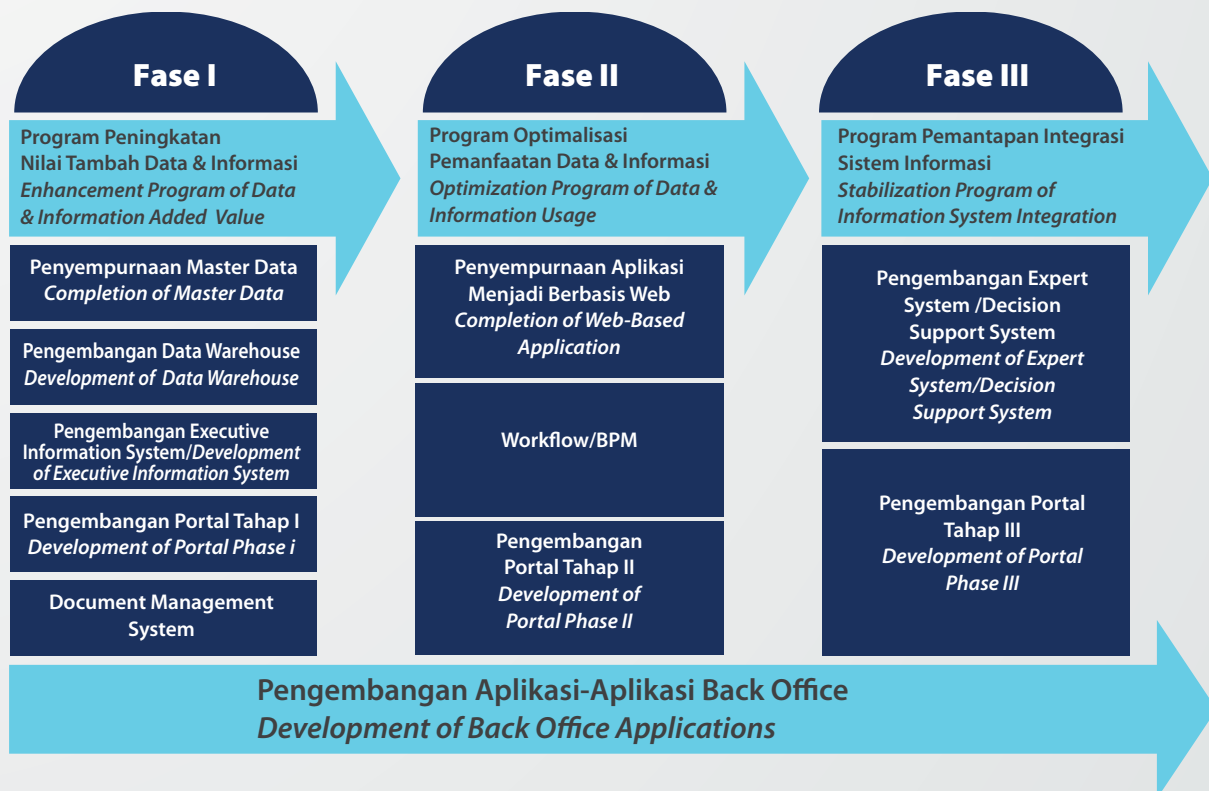 Fase I
Program Peningkatan
Nilai Tambah Data & Informasi
Enhancement Program of Data
& Information Added Value
Penyempurnaan Master Data
Completion of Master Data
Pengembangan Data Warehouse
Development of Data Warehouse
Pengembangan Executive
Information System/Development
of Executive Information System
Pengembangan Portal Tahap I
Development of Portal Phase i
Document Management
System
Fase II
Program Optimalisasi
Pemanfaatan Data & Informasi
Optimization Program of Data &
Information Usage
Penyempurnaan Aplikasi
Menjadi Berbasis Web
Completion of Web-Based
Application
Workflow/BPM
Pengembangan
Portal Tahap II
Development of
Portal Phase II
Fase III
Program Pemantapan Integrasi
Sistem Informasi
Stabilization Program of
Information System Integration
Pengembangan Expert
System /Decision
Support System
Development of Expert
System/Decision
Support System
Pengembangan Portal
Tahap III
Development of Portal
Phase III
Pengembangan Aplikasi-Aplikasi Back Office
Development of Back Office Applications